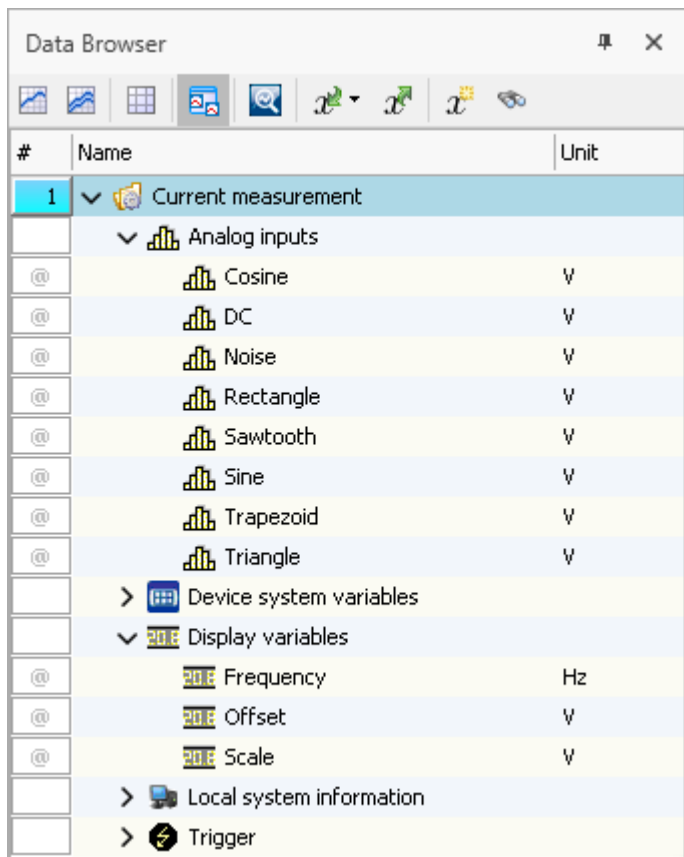 Data Browser
# Name Unit
1 Current measurement
Analog inputs
@ Cosine V
@ DC V
@ Noise V
@ Rectangle V
@ Sawtooth V
@ Sine V
@ Trapezoid V
@ Triangle V
Device system variables
Display variables
@ Frequency Hz
@ Offset V
@ Scale V
Local system information
Trigger